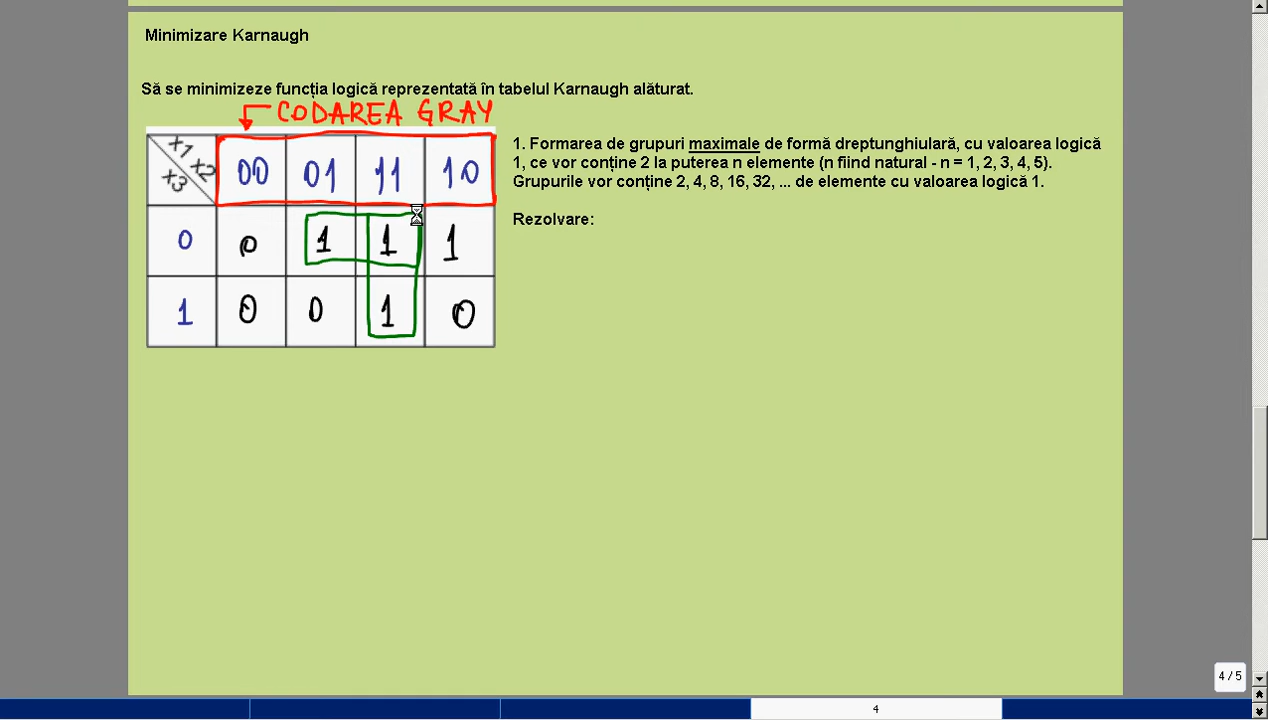 Minimizare Karnaugh
Să se minimizeze funcția logică reprezentată în tabelul Karnaugh alăturat.
CODAREA GRAY
x1 x2 x3 00 01 11 10
0 0 1 1 1
1 0 0 1 0
1. Formarea de grupuri maximale de formă dreptunghiulară, cu valoarea logică
1, ce vor conține 2 la puterea n elemente (n fiind natural - n = 1, 2, 3, 4, 5).
Grupurile vor conține 2, 4, 8, 16, 32, ... de elemente cu valoarea logică 1.
Rezolvare:
4 / 5
4